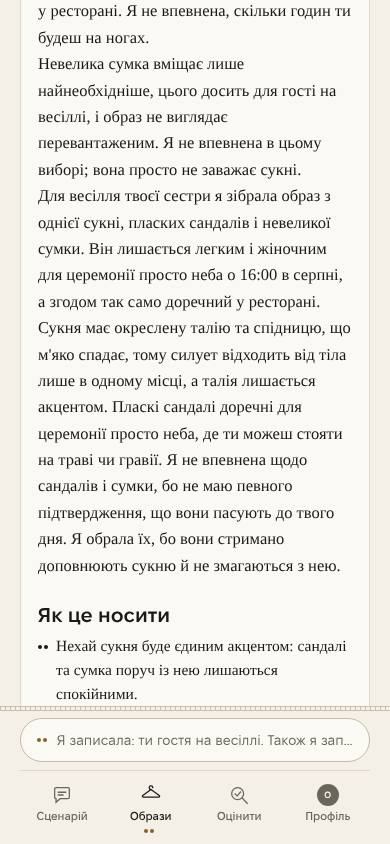 у ресторані. Я не впевнена, скільки годин ти
будеш на ногах.
Невелика сумка вміщає лише
найнеобхідніше, цього досить для гості на
весіллі, і образ не виглядає
перевантаженим. Я не впевнена в цьому
виборі; вона просто не заважає сукні.
Для весілля твоєї сестри я зібрала образ з
однієї сукні, пласких сандалів і невеликої
сумки. Він лишається легким і жіночним
для церемонії просто неба о 16:00 в серпні,
а згодом так само доречний у ресторані.
Сукня має окреслену талію та спідницю, що
м'яко спадає, тому силует відходить від тіла
лише в одному місці, а талія лишається
акцентом. Пласкі сандалі доречні для
церемонії просто неба, де ти можеш стояти
на траві чи гравії. Я не впевнена щодо
сандалів і сумки, бо не маю певного
підтвердження, що вони пасують до твого
дня. Я обрала їх, бо вони стримано
доповнюють сукню й не змагаються з нею.
Як це носити
Нехай сукня буде єдиним акцентом: сандалі
та сумка поруч із нею лишаються
спокійними.
Я записала: ти гостя на весіллі. Також я зап...
Сценарій
Образи
Оцінити
О
Профіль